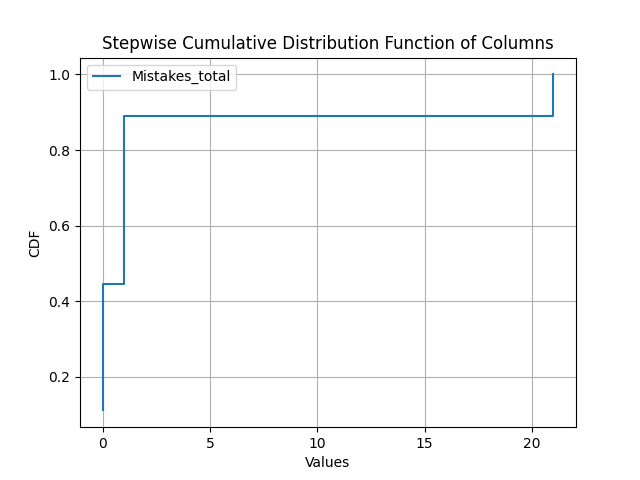 Stepwise Cumulative Distribution Function of Columns
Mistakes_total
1.0
0.8
0.6
0.4
0.2
CDF
0
5
10
15
20
Values